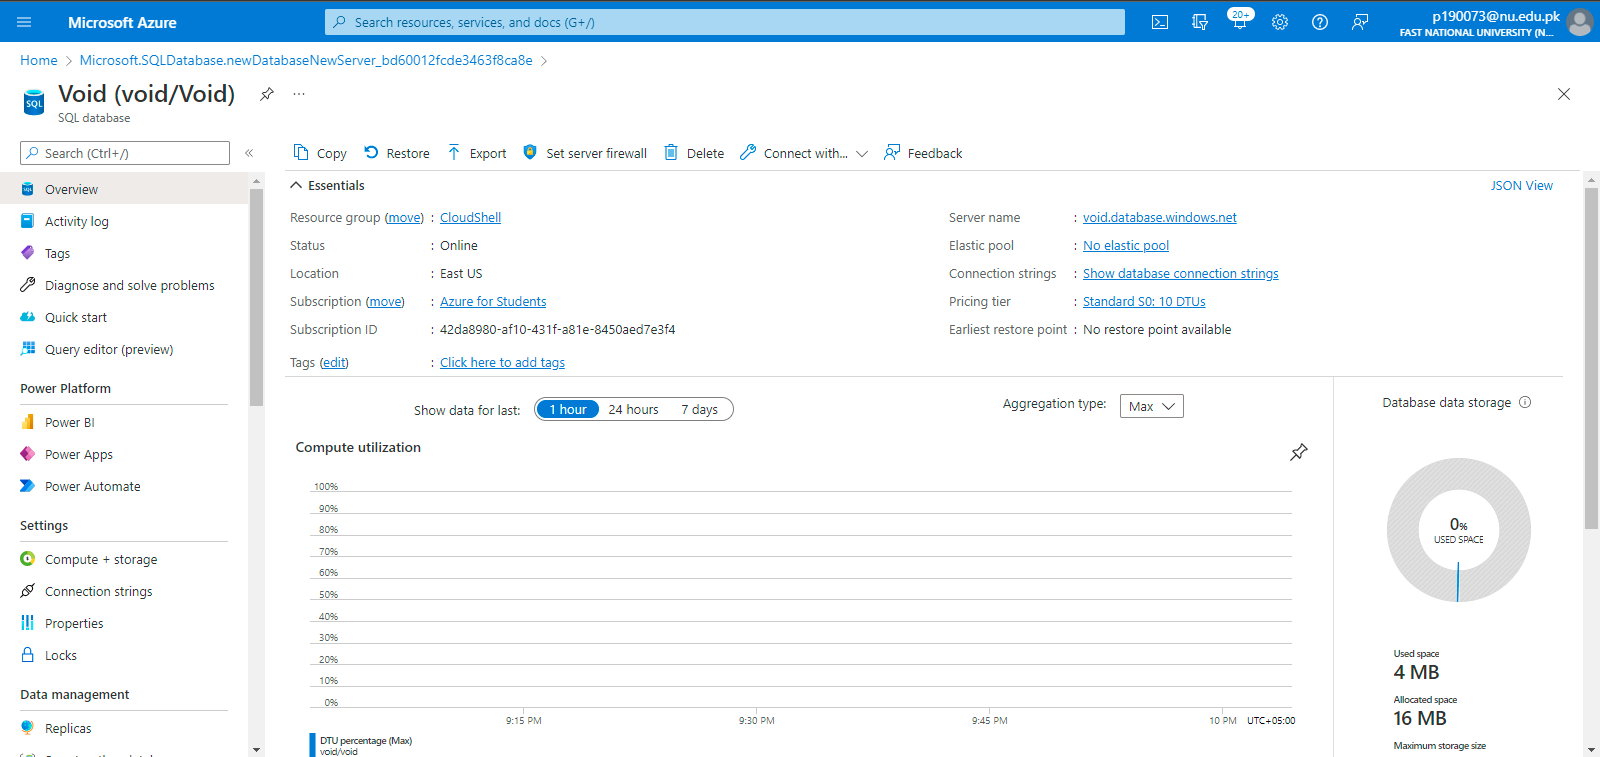 Microsoft Azure
Search resources, services, and docs (G+/)
20+
p190073@nu.edu.pk
FAST NATIONAL UNIVERSITY (N...
Home > Microsoft.SQLDatabase.newDatabaseNewServer_bd60012fcde3463f8ca8e >
SQL
Void (void/Void)
...
SQL database
Search (Ctrl+/)
«
Copy
Restore
Export
Set server firewall
Delete
Connect with...
Feedback
Overview
Activity log
Tags
Diagnose and solve problems
Quick start
Query editor (preview)
Power Platform
Power BI
Power Apps
Power Automate
Settings
Compute + storage
Connection strings
Properties
Locks
Data management
Replicas
Essentials
JSON View
Resource group (move) : CloudShell
Status : Online
Location : East US
Subscription (move) : Azure for Students
Subscription ID : 42da8980-af10-431f-a81e-8450aed7e3f4
Tags (edit) : Click here to add tags
Server name : void.database.windows.net
Elastic pool : No elastic pool
Connection strings : Show database connection strings
Pricing tier : Standard S0: 10 DTUs
Earliest restore point : No restore point available
Show data for last: 1 hour 24 hours 7 days
Aggregation type: Max
Compute utilization
100%
90%
80%
70%
60%
50%
40%
30%
20%
10%
0%
9:15 PM 9:30 PM 9:45 PM 10 PM UTC+05:00
DTU percentage (Max)
void/void
Database data storage
0%
USED SPACE
Used space
4 MB
Allocated space
16 MB
Maximum storage size